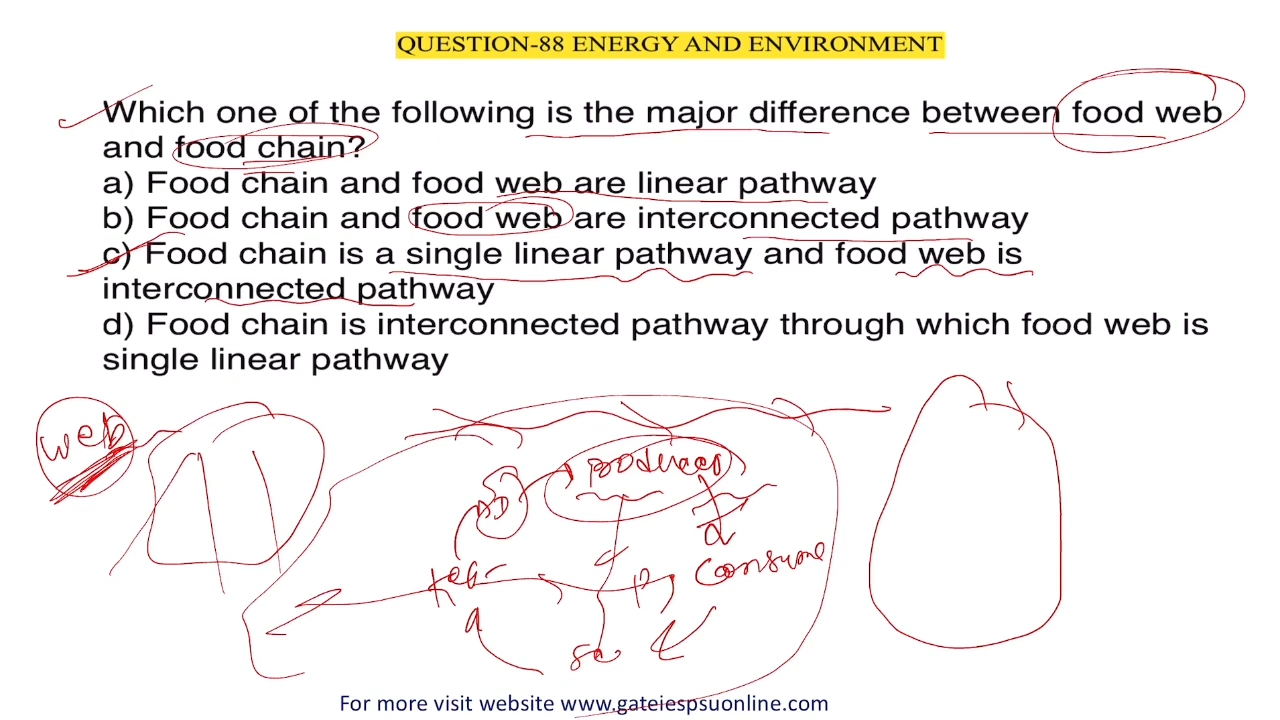 QUESTION-88 ENERGY AND ENVIRONMENT
Which one of the following is the major difference between food web
and food chain?
a) Food chain and food web are linear pathway
b) Food chain and food web are interconnected pathway
c) Food chain is a single linear pathway and food web is
interconnected pathway
d) Food chain is interconnected pathway through which food web is
single linear pathway
web
For more visit website www.gateiespsuonline.com